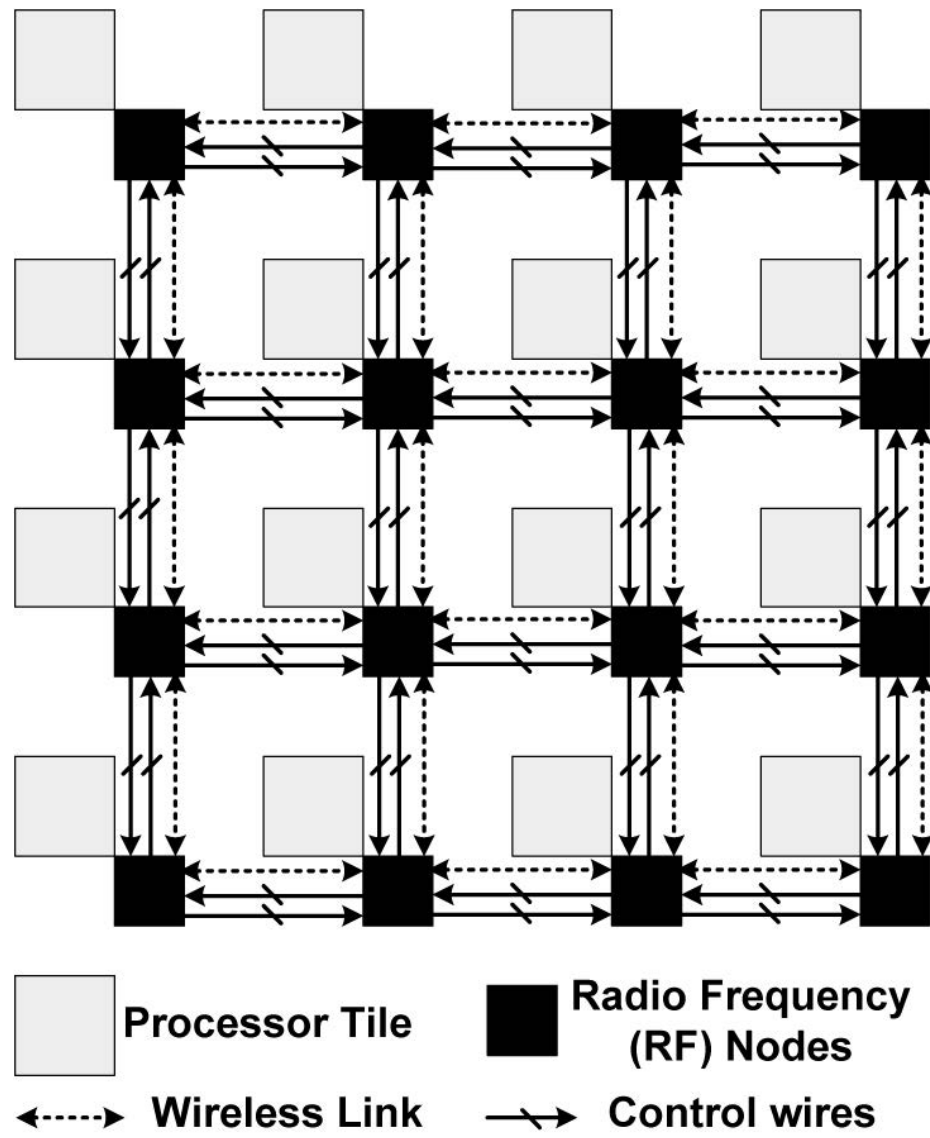 Processor Tile
Radio Frequency
(RF) Nodes
Wireless Link
Control wires